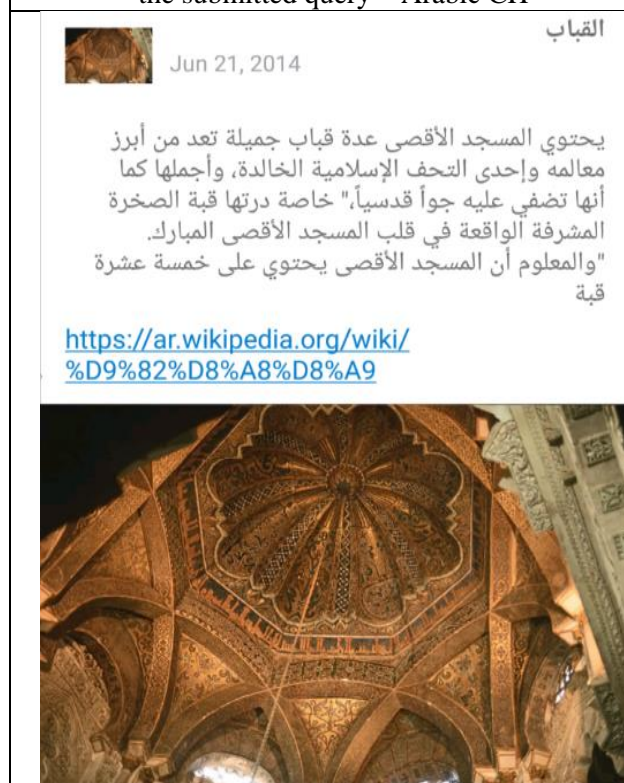 the submitted query – Arabic CH
القباب
Jun 21, 2014
يحتوي المسجد الأقصى عدة قباب جميلة تعد من أبرز
معالمه وإحدى التحف الإسلامية الخالدة، وأجملها كما
أنها تضفي عليه جواً قدسياً،" خاصة درتها قبة الصخرة
المشرفة الواقعة في قلب المسجد الأقصى المبارك.
"والمعلوم أن المسجد الأقصى يحتوي على خمسة عشرة
قبة
https://ar.wikipedia.org/wiki/
%D9%82%D8%A8%D8%A9